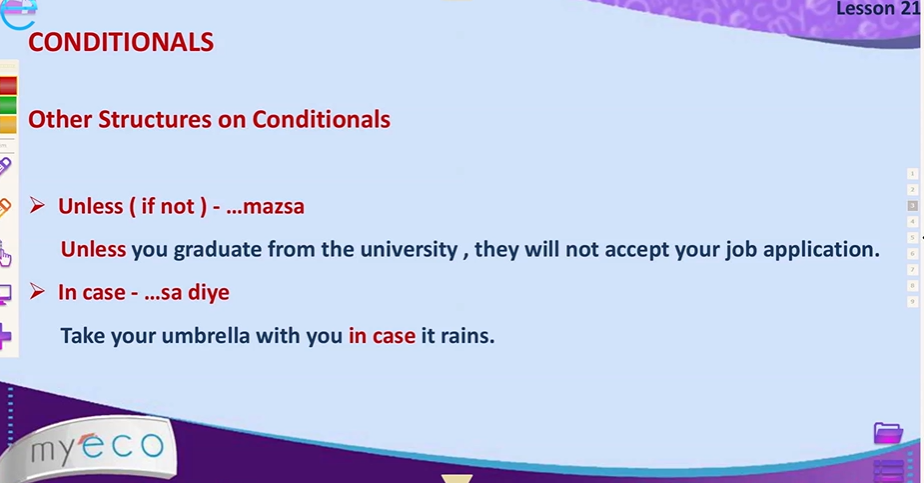 Lesson 21
CONDITIONALS
Other Structures on Conditionals
➢ Unless ( if not ) - ...mazsa
Unless you graduate from the university , they will not accept your job application.
➢ In case - ...sa diye
Take your umbrella with you in case it rains.
1
2
3
4
5
6
7
8
9
myeco